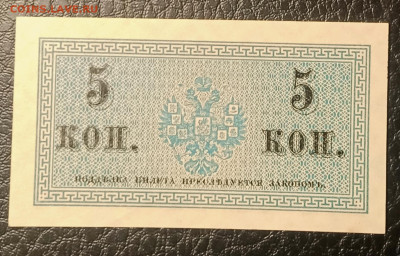 COINS.LAVE.RU
5 5
КОП. КОП.
ПОДДѢЛКА БИЛЕТА ПРЕСЛѢДУЕТСЯ ЗАКОНОМЪ.